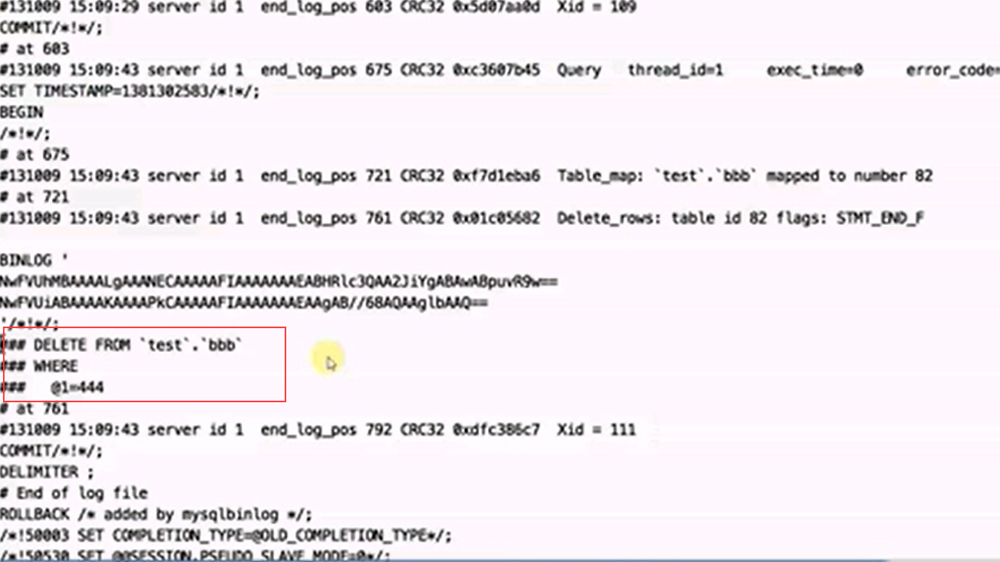 #131009 15:09:29 server id 1  end_log_pos 603 CRC32 0x5d07aa0d  Xid = 109
COMMIT/*!*/;
# at 603
#131009 15:09:43 server id 1  end_log_pos 675 CRC32 0xc3607b45  Query   thread_id=1     exec_time=0     error_code=
SET TIMESTAMP=1381302583/*!*/;
BEGIN
/*!*/;
# at 675
#131009 15:09:43 server id 1  end_log_pos 721 CRC32 0xf7d1eba6  Table_map: `test`.`bbb` mapped to number 82
# at 721
#131009 15:09:43 server id 1  end_log_pos 761 CRC32 0x01c05682  Delete_rows: table id 82 flags: STMT_END_F
BINLOG '
NwFVUhMBAAAALgAAANECAAAAAFIAAAAAAAEABHRlc3QAA2JiYgABAwABpuvR9w==
NwFVUiABAAAAKAAAAPkCAAAAAFIAAAAAAAEAAgAB//68AQAAglbAAQ==
'/*!*/;
### DELETE FROM `test`.`bbb`
### WHERE
###   @1=444
# at 761
#131009 15:09:43 server id 1  end_log_pos 792 CRC32 0xdfc386c7  Xid = 111
COMMIT/*!*/;
DELIMITER ;
# End of log file
ROLLBACK /* added by mysqlbinlog */;
/*!50003 SET COMPLETION_TYPE=@OLD_COMPLETION_TYPE*/;
/*!50530 SET @@SESSION.PSEUDO_SLAVE_MODE=0*/;